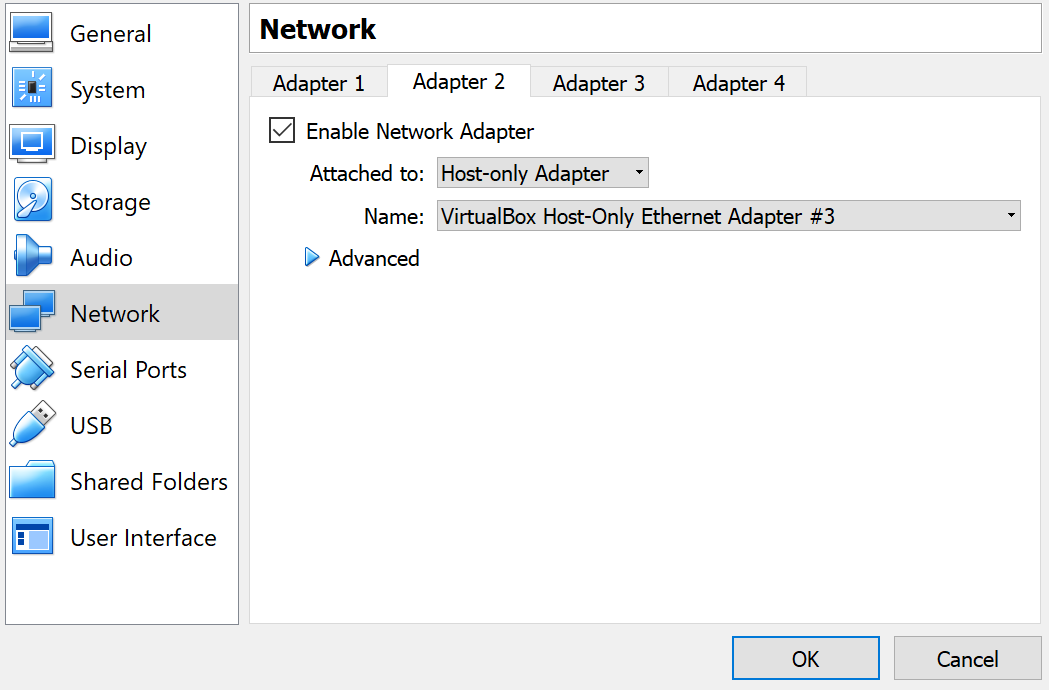 General
System
Display
Storage
Audio
Network
Serial Ports
USB
Shared Folders
User Interface
Network
Adapter 1
Adapter 2
Adapter 3
Adapter 4
Enable Network Adapter
Attached to: Host-only Adapter
Name: VirtualBox Host-Only Ethernet Adapter #3
Advanced
OK
Cancel